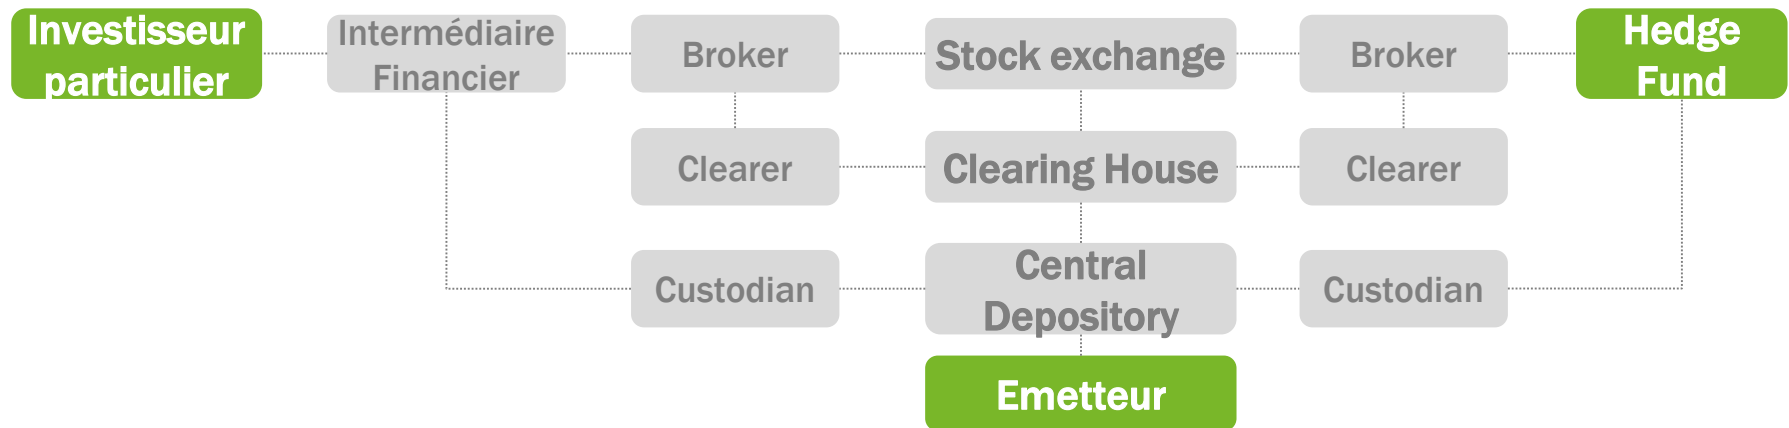 Investisseur
particulier
Intermédiaire
Financier
Broker
Stock exchange
Broker
Hedge
Fund
Clearer
Clearing House
Clearer
Custodian
Central
Depository
Custodian
Emetteur